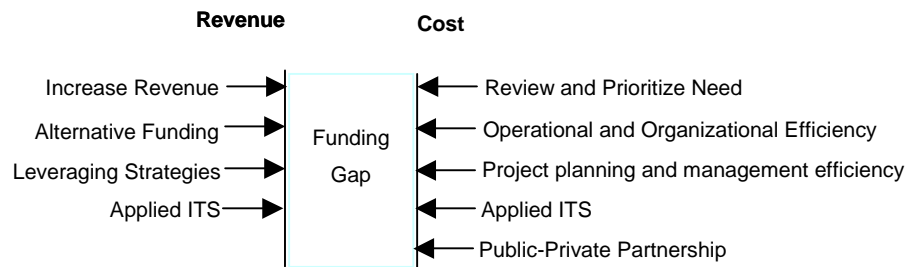 Revenue
Cost
Increase Revenue
Alternative Funding
Leveraging Strategies
Applied ITS
Funding
Gap
Review and Prioritize Need
Operational and Organizational Efficiency
Project planning and management efficiency
Applied ITS
Public-Private Partnership